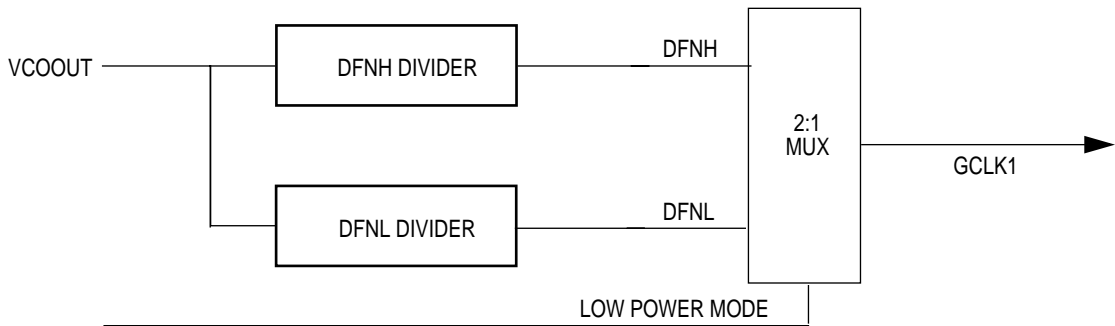 DFNH
VCOOUT
DFNH DIVIDER
2:1
MUX
GCLK1
DFNL
DFNL DIVIDER
LOW POWER MODE